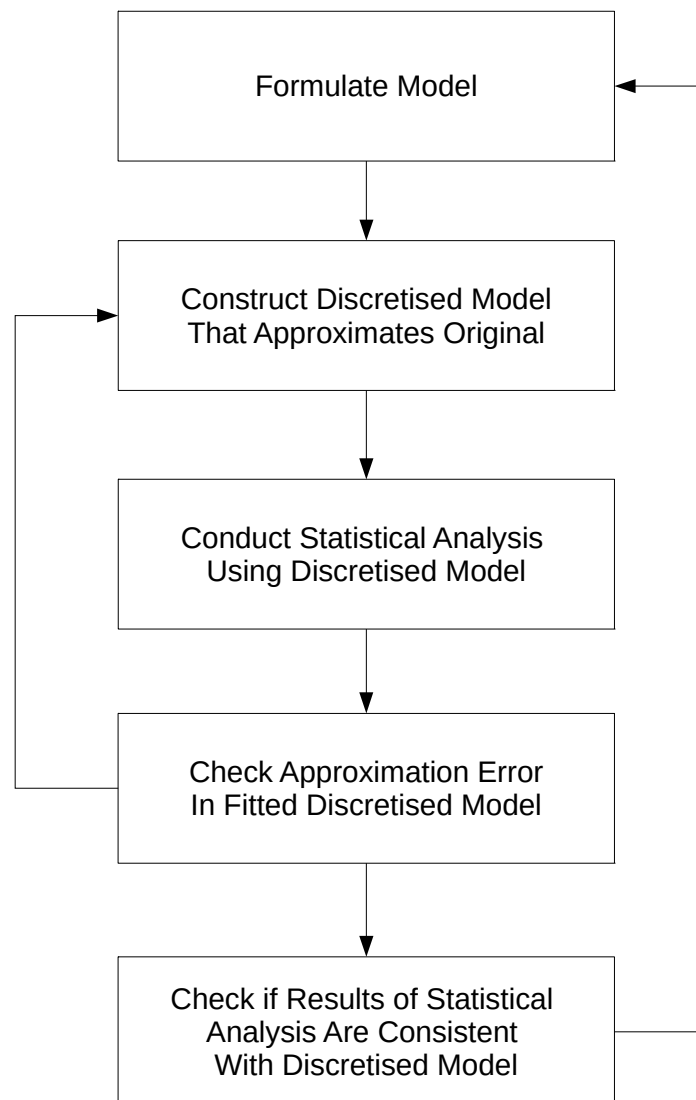 Formulate Model
Construct Discretised Model
That Approximates Original
Conduct Statistical Analysis
Using Discretised Model
Check Approximation Error
In Fitted Discretised Model
Check if Results of Statistical
Analysis Are Consistent
With Discretised Model